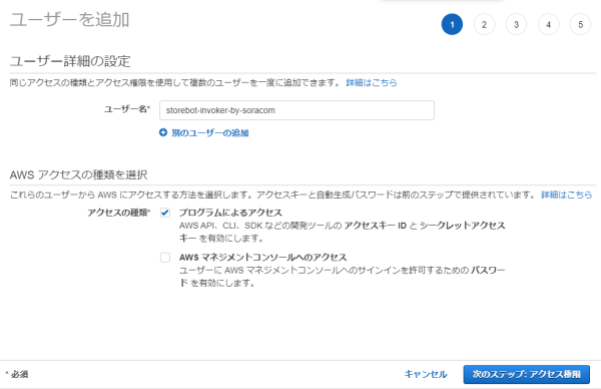 ユーザーを追加
1 2 3 4 5
ユーザー詳細の設定
同じアクセスの種類とアクセス権限を使用して複数のユーザーを一度に追加できます。 詳細はこちら
ユーザー名* storebot-invoker-by-soracom
別のユーザーの追加
AWS アクセスの種類を選択
これらのユーザーから AWS にアクセスする方法を選択します。アクセスキーと自動生成パスワードは前のステップで提供されています。 詳細はこちら
アクセスの種類* プログラムによるアクセス
AWS API、CLI、SDK などの開発ツールの アクセスキー ID と シークレットアクセス
キー を有効にします。
AWS マネジメントコンソールへのアクセス
ユーザーに AWS マネジメントコンソールへのサインインを許可するための パスワー
ド を有効にします。
* 必須 キャンセル 次のステップ: アクセス権限